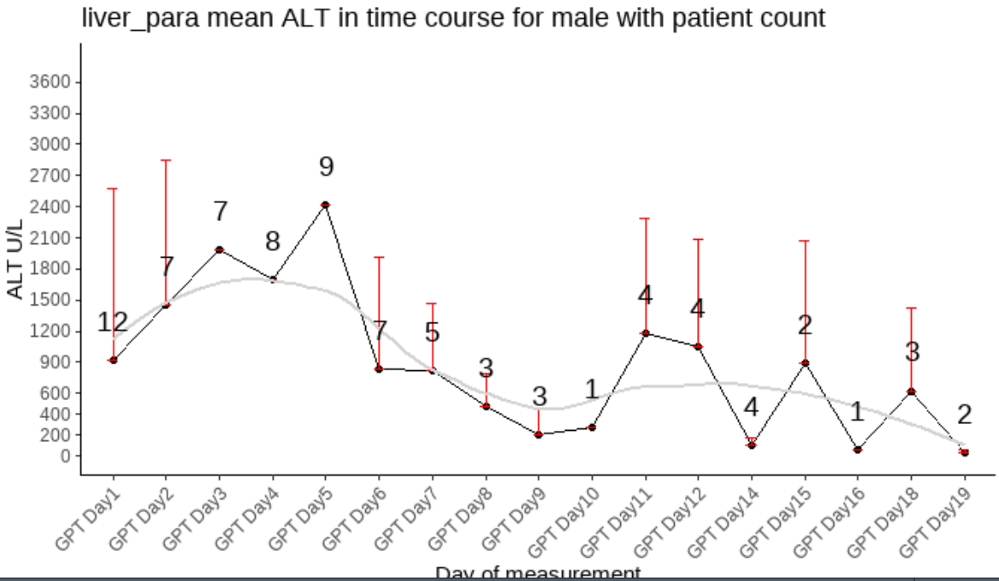 liver_para mean ALT in time course for male with patient count
ALT U/L
3600
3300
3000
2700
2400
2100
1800
1500
1200
900
600
400
200
0
12
7
7
8
9
7
5
3
3
1
4
4
4
2
1
3
2
GPT Day1
GPT Day2
GPT Day3
GPT Day4
GPT Day5
GPT Day6
GPT Day7
GPT Day8
GPT Day9
GPT Day10
GPT Day11
GPT Day12
GPT Day14
GPT Day15
GPT Day16
GPT Day18
GPT Day19
Day of measurement